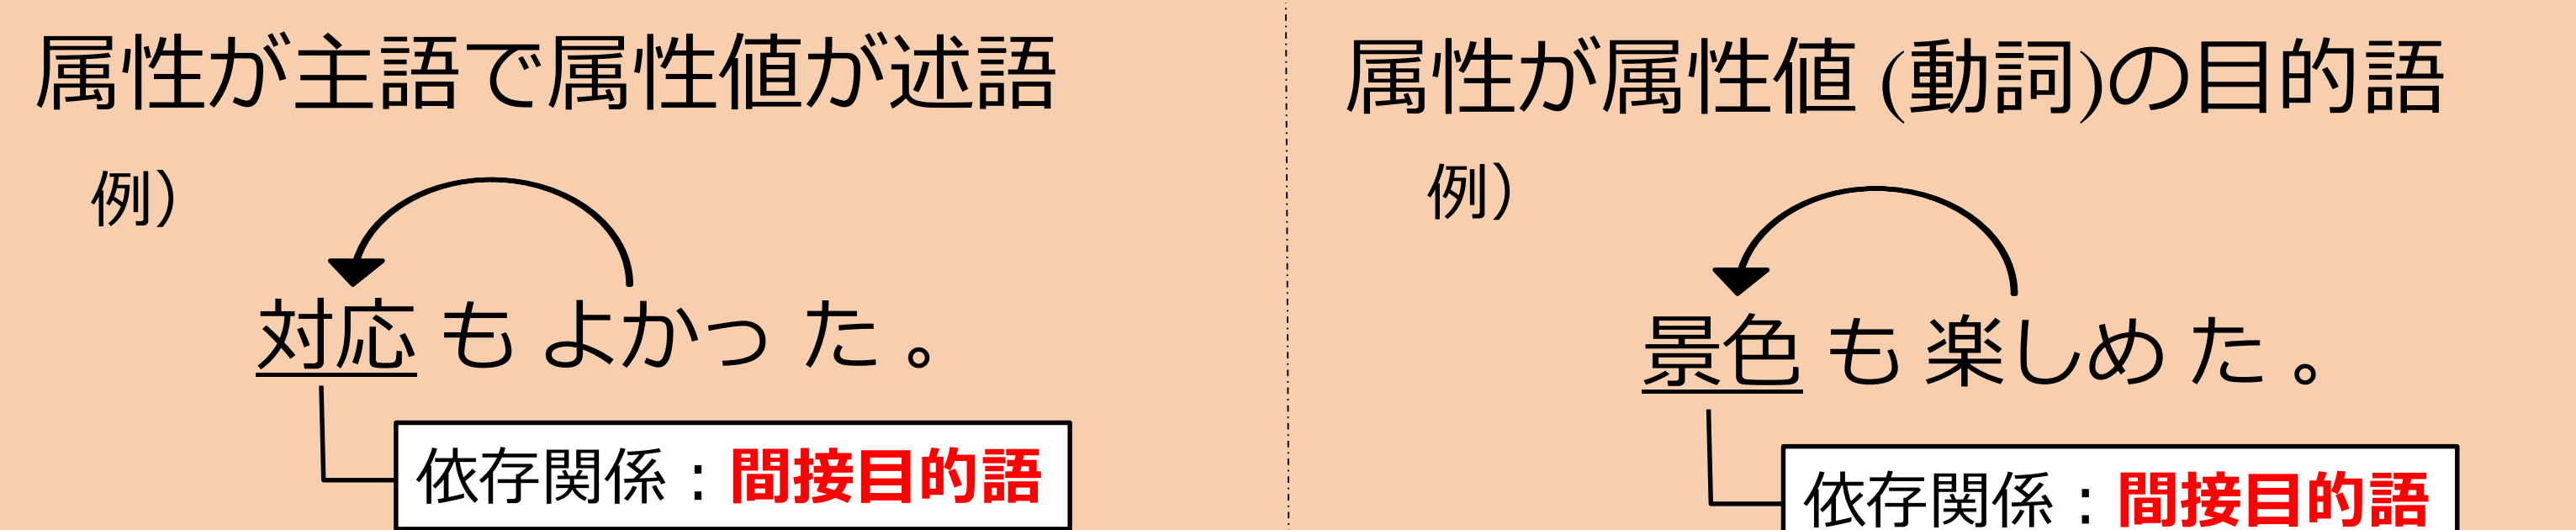 属性が主語で属性値が述語
例）
対応 も よかっ た 。
依存関係：間接目的語
属性が属性値 (動詞)の目的語
例）
景色 も 楽しめ た 。
依存関係：間接目的語